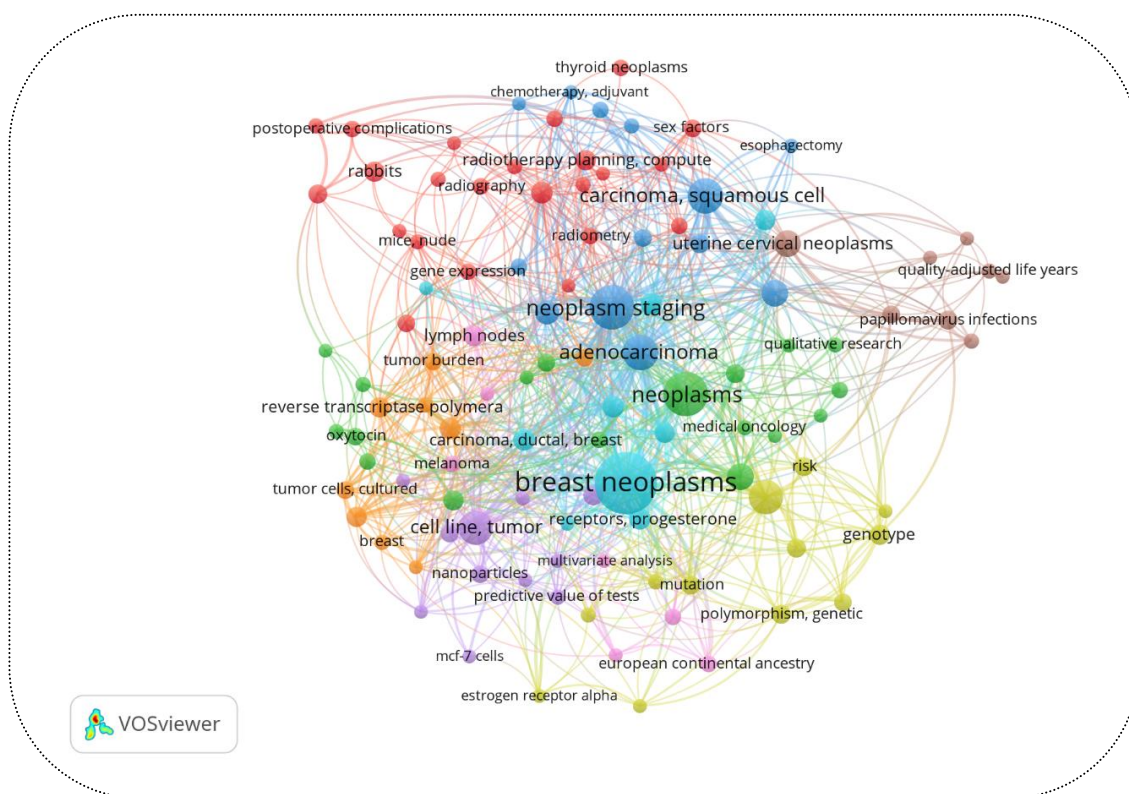 thyroid neoplasms
chemotherapy, adjuvant
postoperative complications
sex factors
esophagectomy
radiotherapy planning, compute
rabbits
radiography
carcinoma, squamous cell
mice, nude
radiometry
uterine cervical neoplasms
gene expression
quality-adjusted life years
neoplasm staging
papillomavirus infections
lymph nodes
qualitative research
tumor burden
adenocarcinoma
neoplasms
reverse transcriptase polymera
medical oncology
oxytocin
carcinoma, ductal, breast
melanoma
risk
tumor cells, cultured
breast neoplasms
cell line, tumor
receptors, progesterone
genotype
breast
multivariate analysis
nanoparticles
mutation
predictive value of tests
polymorphism, genetic
mcf-7 cells
european continental ancestry
estrogen receptor alpha
VOSviewer